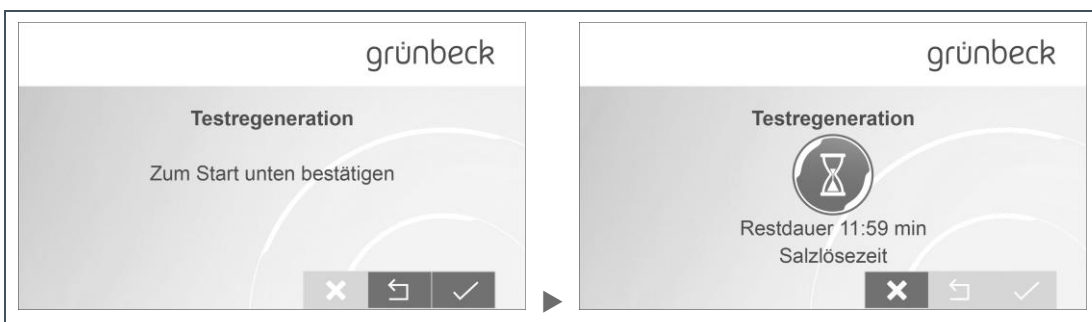 grünbeck
Testregeneration
Zum Start unten bestätigen
grünbeck
Testregeneration
Restdauer 11:59 min
Salzlösezeit